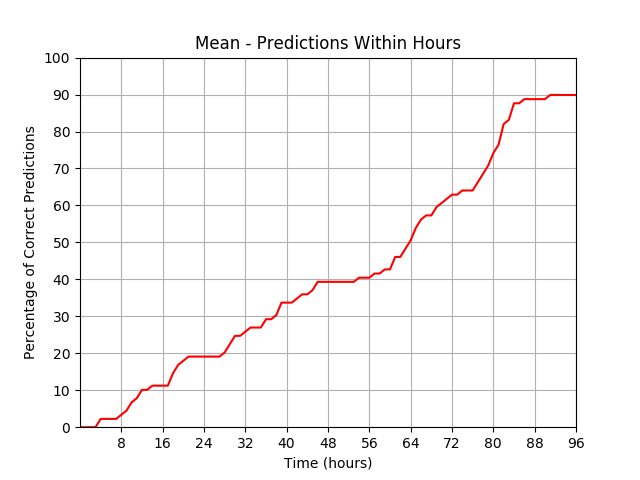 Mean - Predictions Within Hours
Percentage of Correct Predictions
100
90
80
70
60
50
40
30
20
10
0
8 16 24 32 40 48 56 64 72 80 88 96
Time (hours)